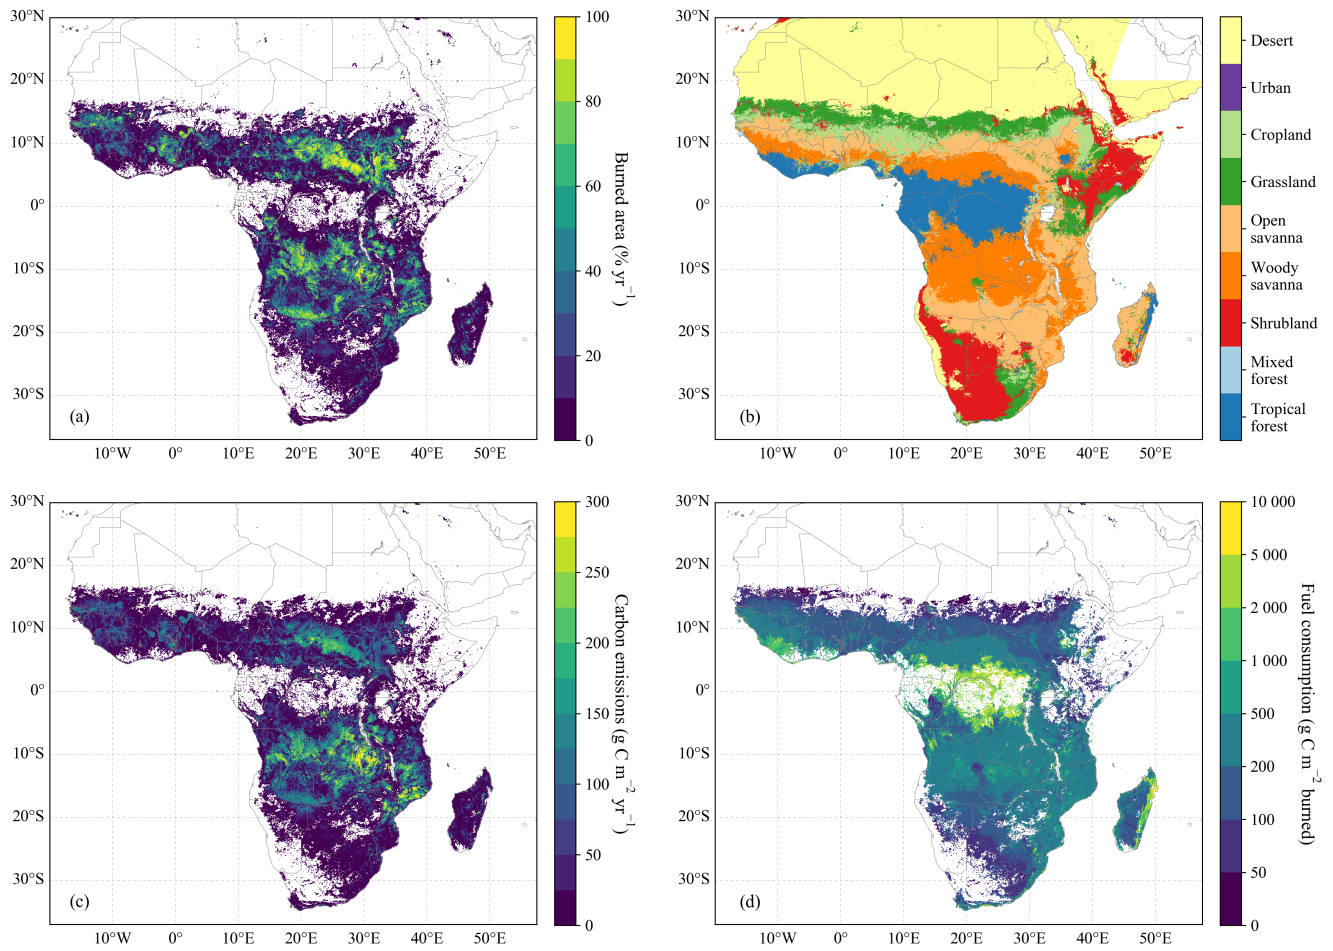 30°N
20°N
10°N
0°
10°S
20°S
30°S
10°W 0° 10°E 20°E 30°E 40°E 50°E
(a)
100
80
60
40
20
0
Burned area (% yr−1)
30°N
20°N
10°N
0°
10°S
20°S
30°S
10°W 0° 10°E 20°E 30°E 40°E 50°E
(b)
Desert
Urban
Cropland
Grassland
Open
savanna
Woody
savanna
Shrubland
Mixed
forest
Tropical
forest
30°N
20°N
10°N
0°
10°S
20°S
30°S
10°W 0° 10°E 20°E 30°E 40°E 50°E
(c)
300
250
200
150
100
50
0
Carbon emissions (g C m−2 yr−1)
30°N
20°N
10°N
0°
10°S
20°S
30°S
10°W 0° 10°E 20°E 30°E 40°E 50°E
(d)
10 000
5 000
2 000
1 000
500
200
100
50
0
Fuel consumption (g C m−2 burned)